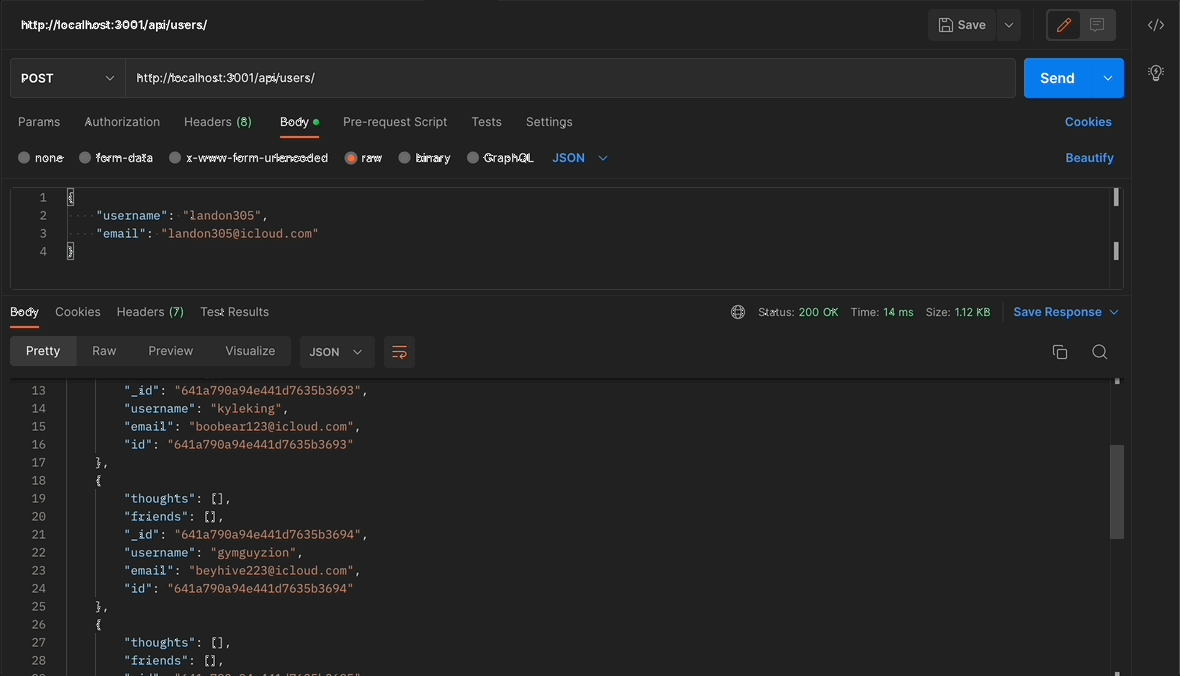 http://localhost:3001/api/users/
Save
POST
http://localhost:3001/api/users/
Send
Params Authorization Headers (8) Body Pre-request Script Tests Settings Cookies
none form-data x-www-form-urlencoded raw binary GraphQL JSON Beautify
1 {
2 "username": "landon305",
3 "email": "landon305@icloud.com"
4 }
Body Cookies Headers (7) Test Results Status: 200 OK Time: 14 ms Size: 1.12 KB Save Response
Pretty Raw Preview Visualize JSON
13 "_id": "641a790a94e441d7635b3693",
14 "username": "kyleking",
15 "email": "boobear123@icloud.com",
16 "id": "641a790a94e441d7635b3693"
17 },
18 {
19 "thoughts": [],
20 "friends": [],
21 "_id": "641a790a94e441d7635b3694",
22 "username": "gymguyzion",
23 "email": "beyhive223@icloud.com",
24 "id": "641a790a94e441d7635b3694"
25 },
26 {
27 "thoughts": [],
28 "friends": [],